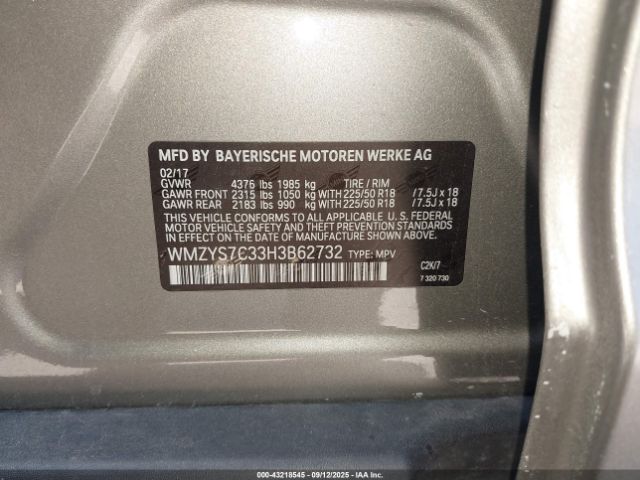 MFD BY BAYERISCHE MOTOREN WERKE AG
02/17
GVWR 4376 lbs 1985 kg TIRE / RIM
GAWR FRONT 2315 lbs 1050 kg WITH 225/50 R18 /7.5J x 18
GAWR REAR 2183 lbs 990 kg WITH 225/50 R18 /7.5J x 18
THIS VEHICLE CONFORMS TO ALL APPLICABLE U. S. FEDERAL
MOTOR VEHICLE SAFETY, BUMPER, AND THEFT PREVENTION
STANDARDS IN EFFECT ON THE DATE OF MANUFACTURE SHOWN ABOVE.
WMZYS7C33H3B62732 TYPE: MPV
C2K/7
7 320 730
000-43218545 - 09/12/2025 - IAA Inc.